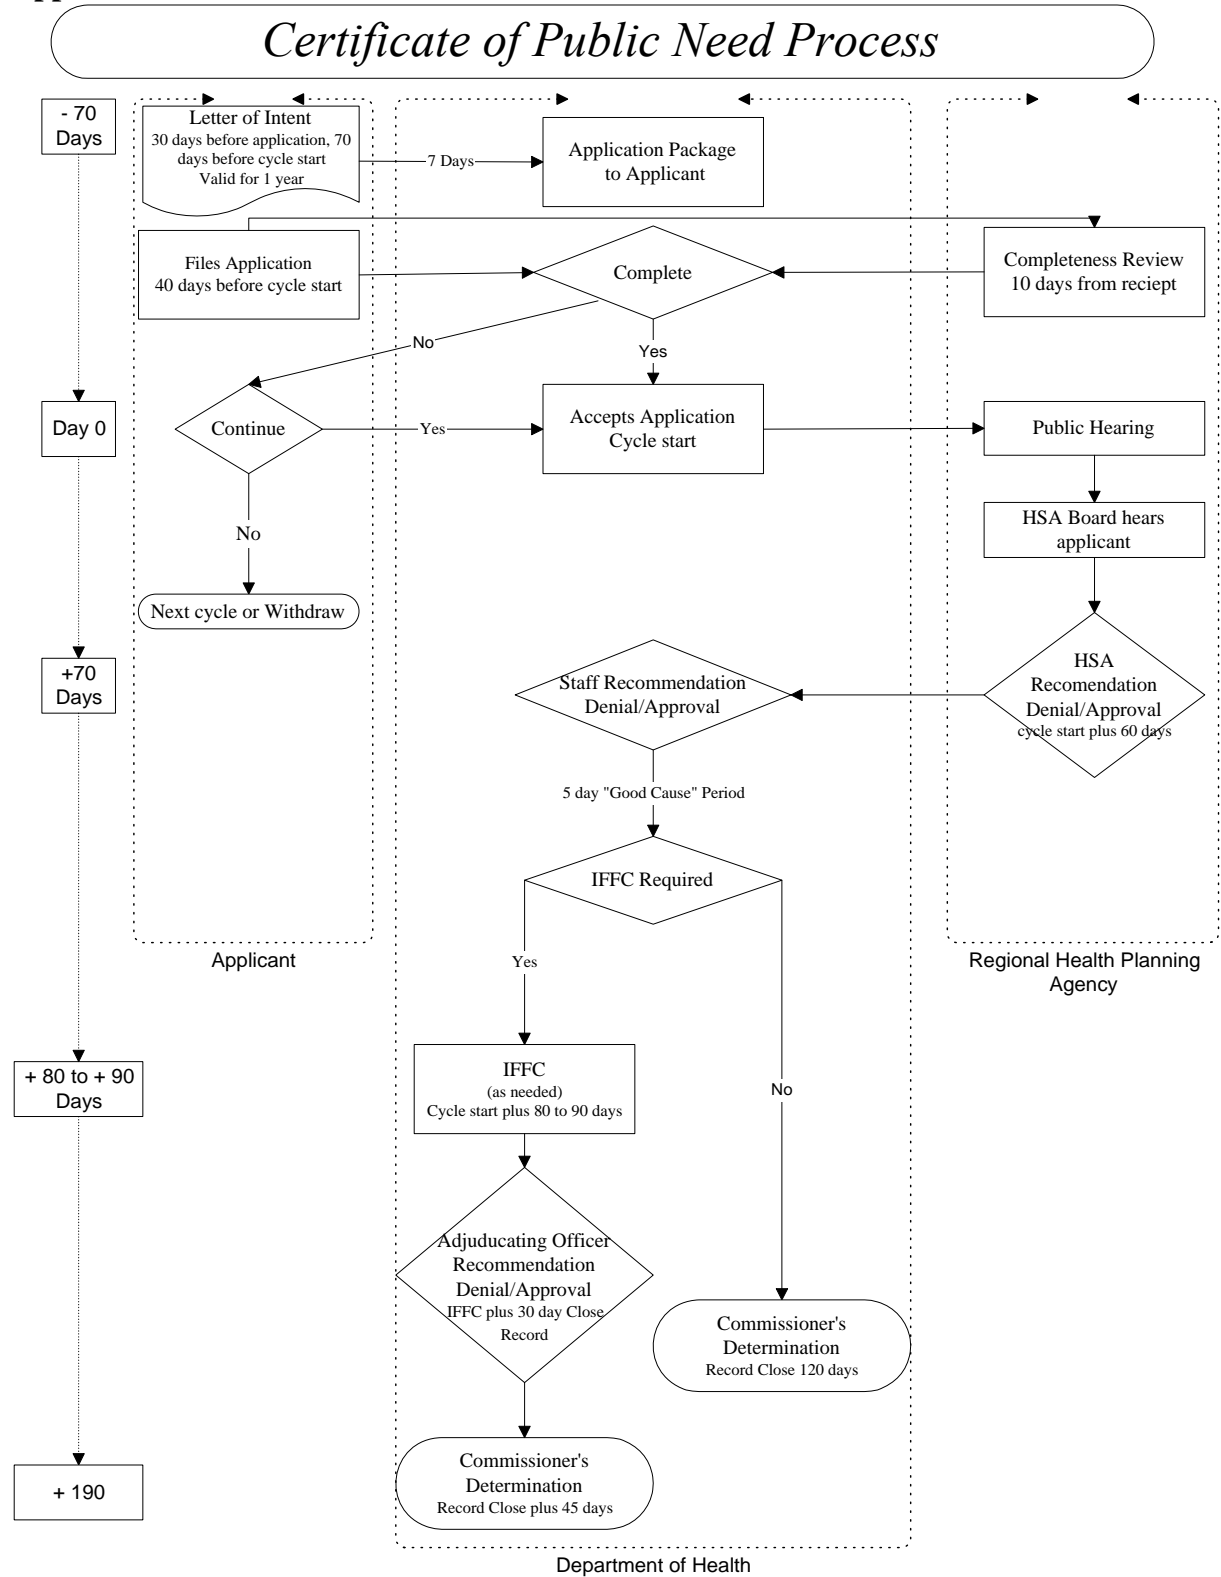 Certificate of Public Need Process
- 70
Days
Letter of Intent
30 days before application, 70
days before cycle start
Valid for 1 year
7 Days
Application Package
to Applicant
Files Application
40 days before cycle start
Complete
Completeness Review
10 days from reciept
No
Yes
Day 0
Continue
Yes
Accepts Application
Cycle start
Public Hearing
No
HSA Board hears
applicant
Next cycle or Withdraw
+70
Days
Staff Recommendation
Denial/Approval
HSA
Recomendation
Denial/Approval
cycle start plus 60 days
5 day "Good Cause" Period
IFFC Required
Applicant
Yes
Regional Health Planning
Agency
+ 80 to + 90
Days
IFFC
(as needed)
Cycle start plus 80 to 90 days
No
Adjuducating Officer
Recommendation
Denial/Approval
IFFC plus 30 day Close
Record
Commissioner's
Determination
Record Close 120 days
Commissioner's
Determination
Record Close plus 45 days
+ 190
Department of Health